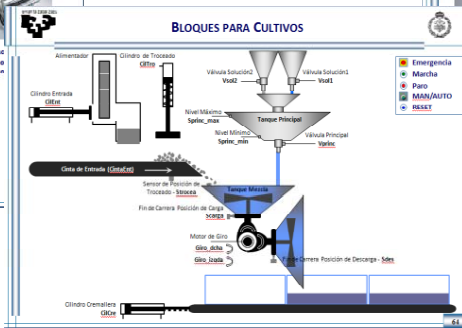 BLOQUES PARA CULTIVOS
Alimentador
Cilindro de Troceado
CilTro
Cilindro Entrada
CilEnt
Válvula Solución2
Vsol2
Válvula Solución1
Vsol1
Emergencia
Marcha
Paro
MAN/AUTO
RESET
Nivel Máximo
Sprinc_max
Tanque Principal
Nivel Mínimo
Sprinc_min
Válvula Principal
Vprinc
Cinta de Entrada (CintaEnt)
Sensor de Posición de
Troceado - Strocea
Tanque Mezcla
Fin de Carrera Posición de Carga
Scarga
Motor de Giro
Giro_dcha
Giro_izqda
Fin de Carrera Posición de Descarga - Sdes
Cilindro Cremallera
CilCre
64